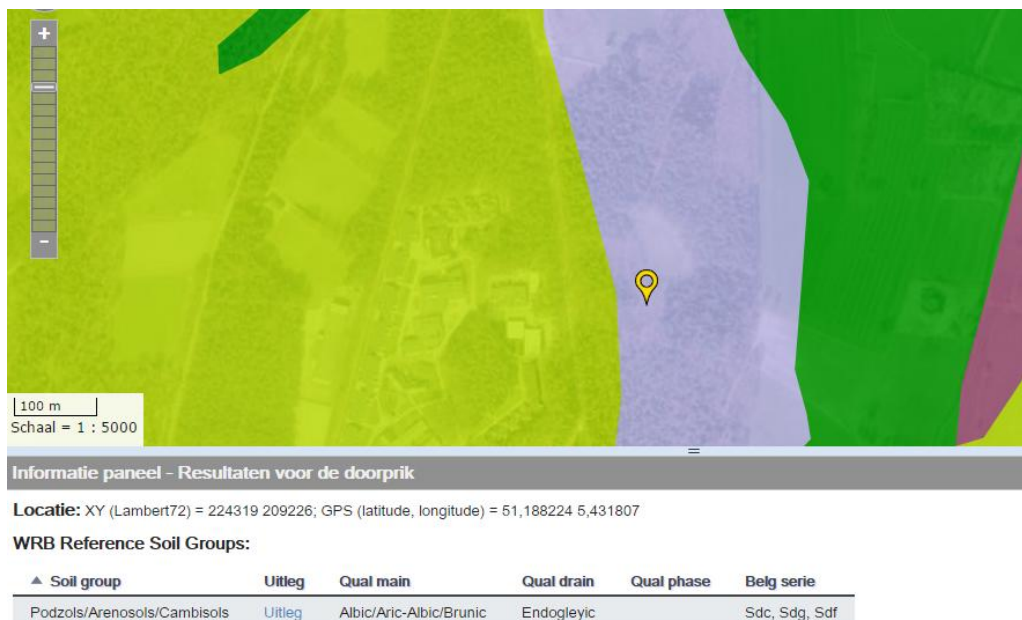 +
-
100 m
Schaal = 1 : 5000
=
Informatie paneel - Resultaten voor de doorprik
Locatie: XY (Lambert72) = 224319 209226; GPS (latitude, longitude) = 51,188224 5,431807
WRB Reference Soil Groups:
▲ Soil group Uitleg Qual main Qual drain Qual phase Belg serie
Podzols/Arenosols/Cambisols Uitleg Albic/Aric-Albic/Brunic Endogleyic Sdc, Sdg, Sdf